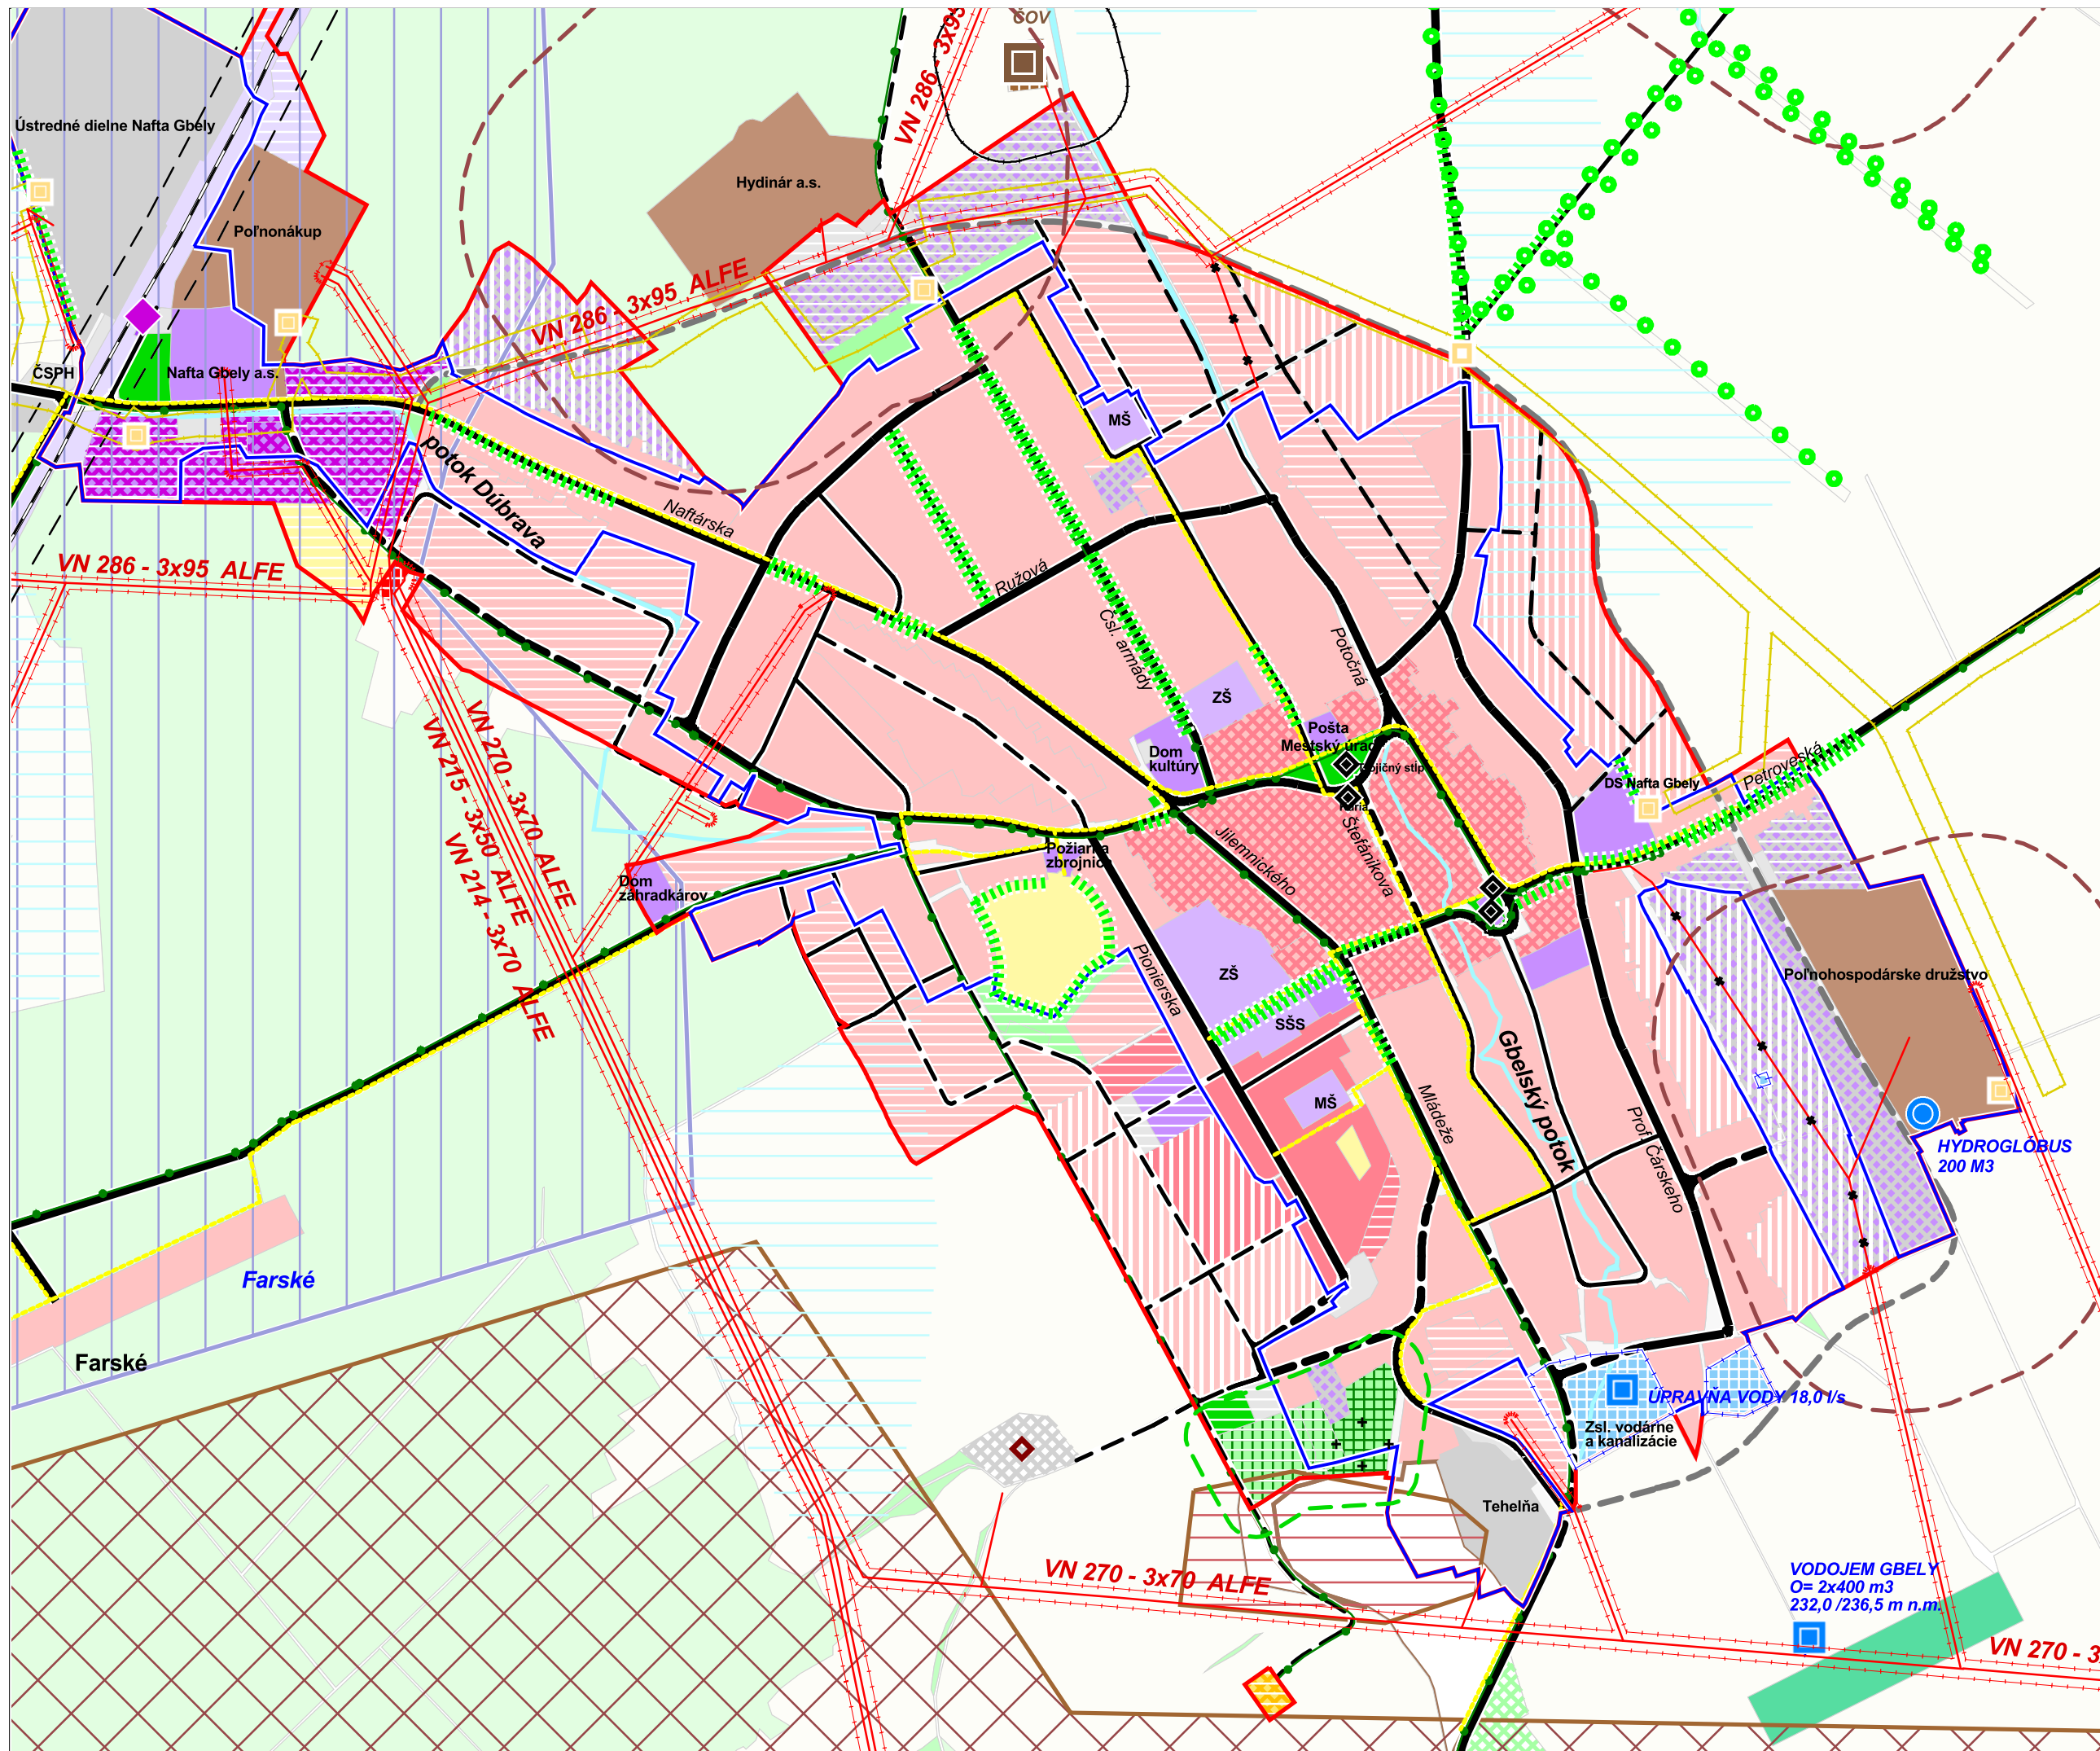 ČOV
VN 286 - 3x95
Ústredné dielne Nafta Gbely
Hydinár a.s.
Poľnonákup
VN 286 - 3x95 ALFE
ČSPH
Nafta Gbely a.s.
MŠ
potok Dúbrava
Naftárska
VN 286 - 3x95 ALFE
Ružová
Čsl. armády
Potočná
ZŠ
Pošta
Mestský úrad
Dom
kultúry
VN 270 - 3x70 ALFE
VN 215 - 3x50 ALFE
VN 214 - 3x70 ALFE
DS Nafta Gbely
Petroveská
Jilemnického
Štefánikova
Požiarna
zbrojnica
Dom
záhradkárov
Pionierska
ZŠ
Poľnohospodárske družstvo
SŠS
MŠ
Mládeže
Gbelský potok
Prof. Čárskeho
HYDROGLÓBUS
200 M3
Farské
Farské
ÚPRAVŇA VODY 18,0 l/s
Zsl. vodárne
a kanalizácie
Tehelňa
VN 270 - 3x70 ALFE
VODOJEM GBELY
O= 2x400 m3
232,0 /236,5 m n.m.
VN 270 - 3